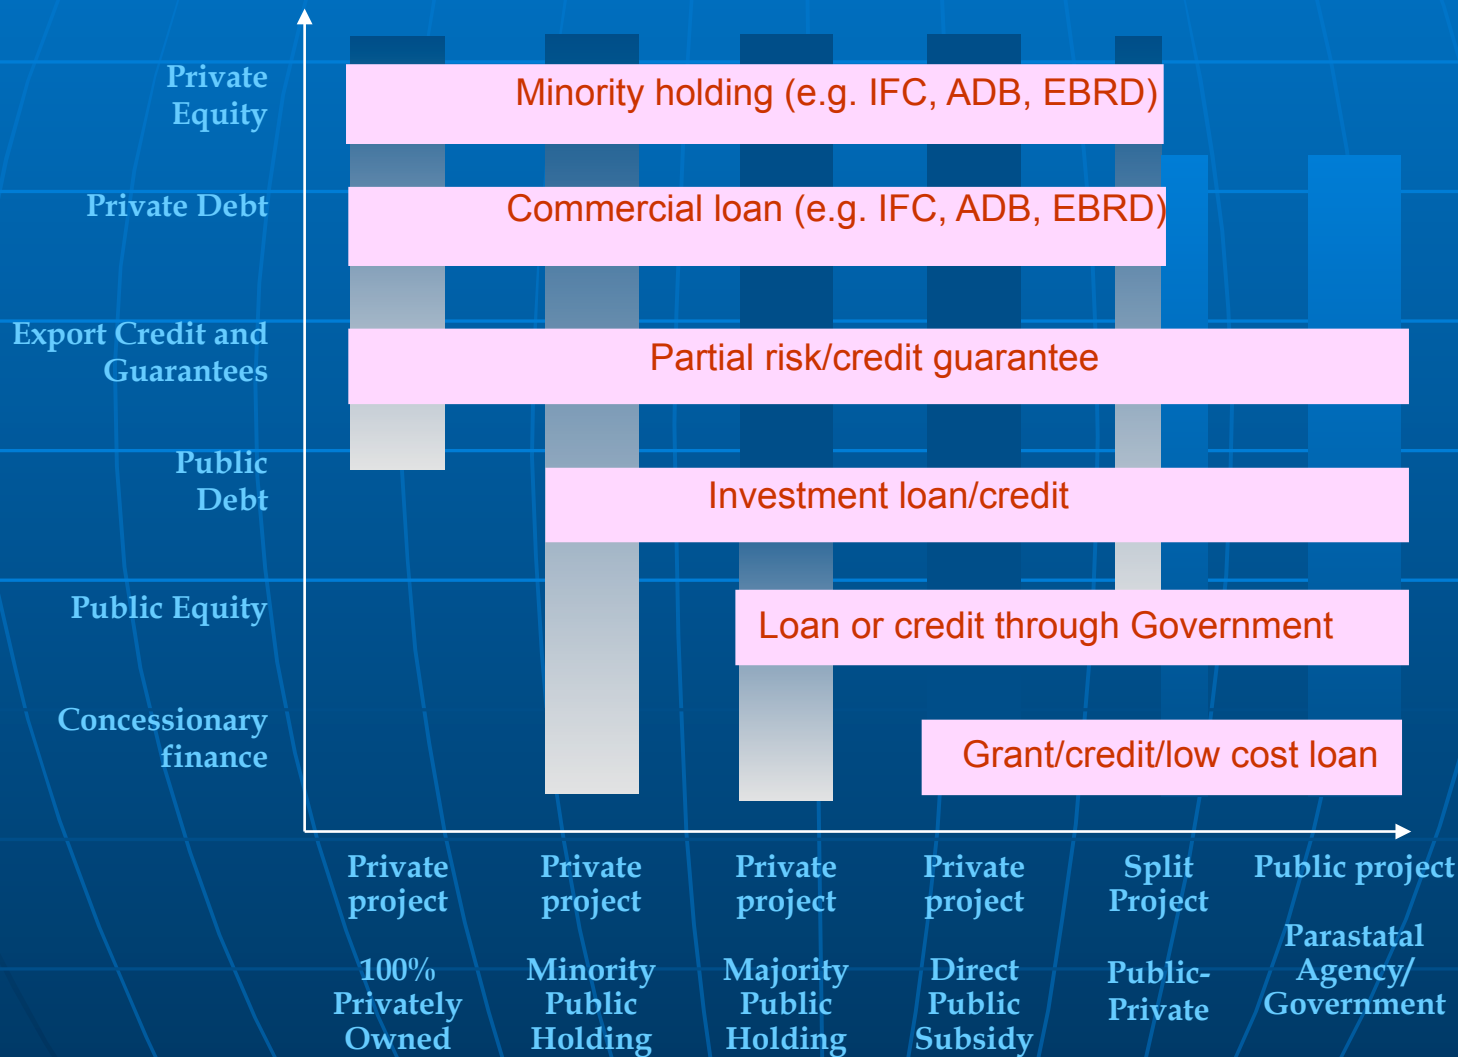 Private
Equity
Minority holding (e.g. IFC, ADB, EBRD)
Private Debt
Commercial loan (e.g. IFC, ADB, EBRD)
Export Credit and
Guarantees
Partial risk/credit guarantee
Public
Debt
Investment loan/credit
Public Equity
Loan or credit through Government
Concessionary
finance
Grant/credit/low cost loan
Private
project
100%
Privately
Owned
Private
project
Minority
Public
Holding
Private
project
Majority
Public
Holding
Private
project
Direct
Public
Subsidy
Split
Project
Public-
Private
Public project
Parastatal
Agency/
Government